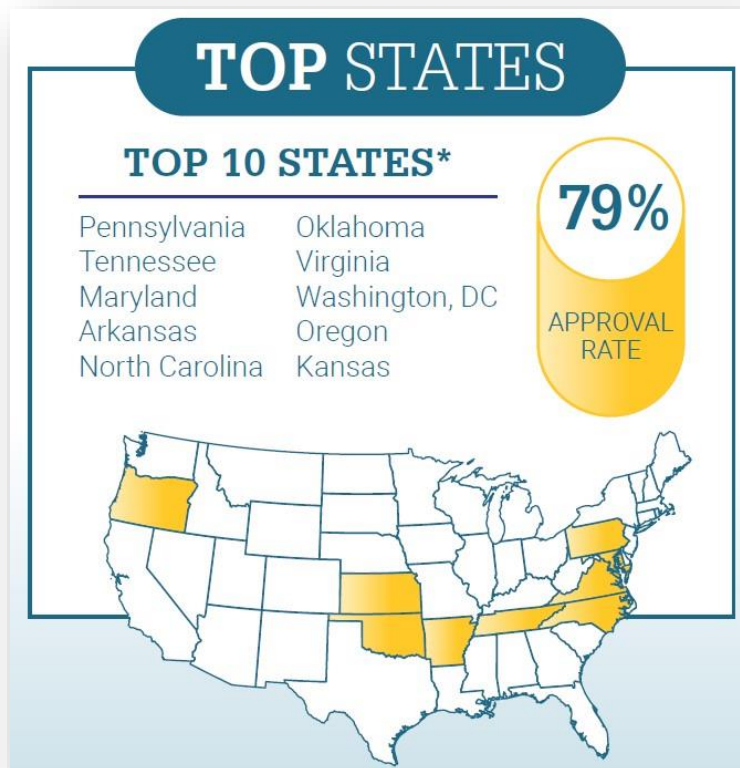 TOP STATES
TOP 10 STATES*
Pennsylvania
Tennessee
Maryland
Arkansas
North Carolina
Oklahoma
Virginia
Washington, DC
Oregon
Kansas
79%
APPROVAL
RATE